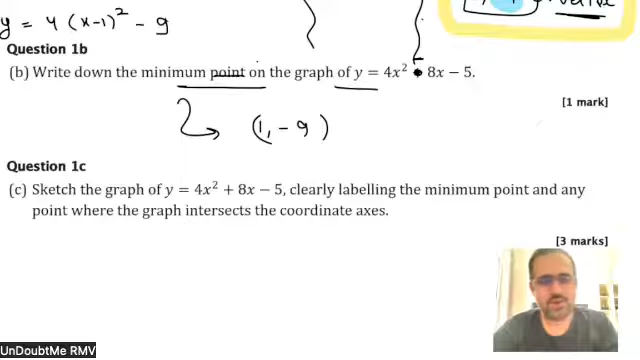 y = 4 (x-1)² - 9
Question 1b
(b) Write down the minimum point on the graph of y = 4x² • 8x − 5.
[1 mark]
(1, -9)
Question 1c
(c) Sketch the graph of y = 4x² + 8x − 5, clearly labelling the minimum point and any
point where the graph intersects the coordinate axes.
[3 marks]
UnDoubtMe RMV